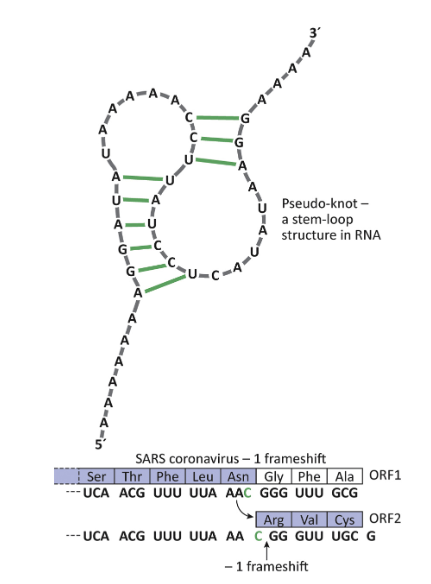 3´
A A A A A A A G G A U A U A A A A A C C U U A U C C U C A U A U A A G G A A A A
5´
Pseudo-knot –
a stem-loop
structure in RNA
SARS coronavirus – 1 frameshift
Ser Thr Phe Leu Asn Gly Phe Ala ORF1
---UCA ACG UUU UUA AAC GGG UUU GCG
Arg Val Cys ORF2
---UCA ACG UUU UUA AA C GG GUU UGC G
– 1 frameshift